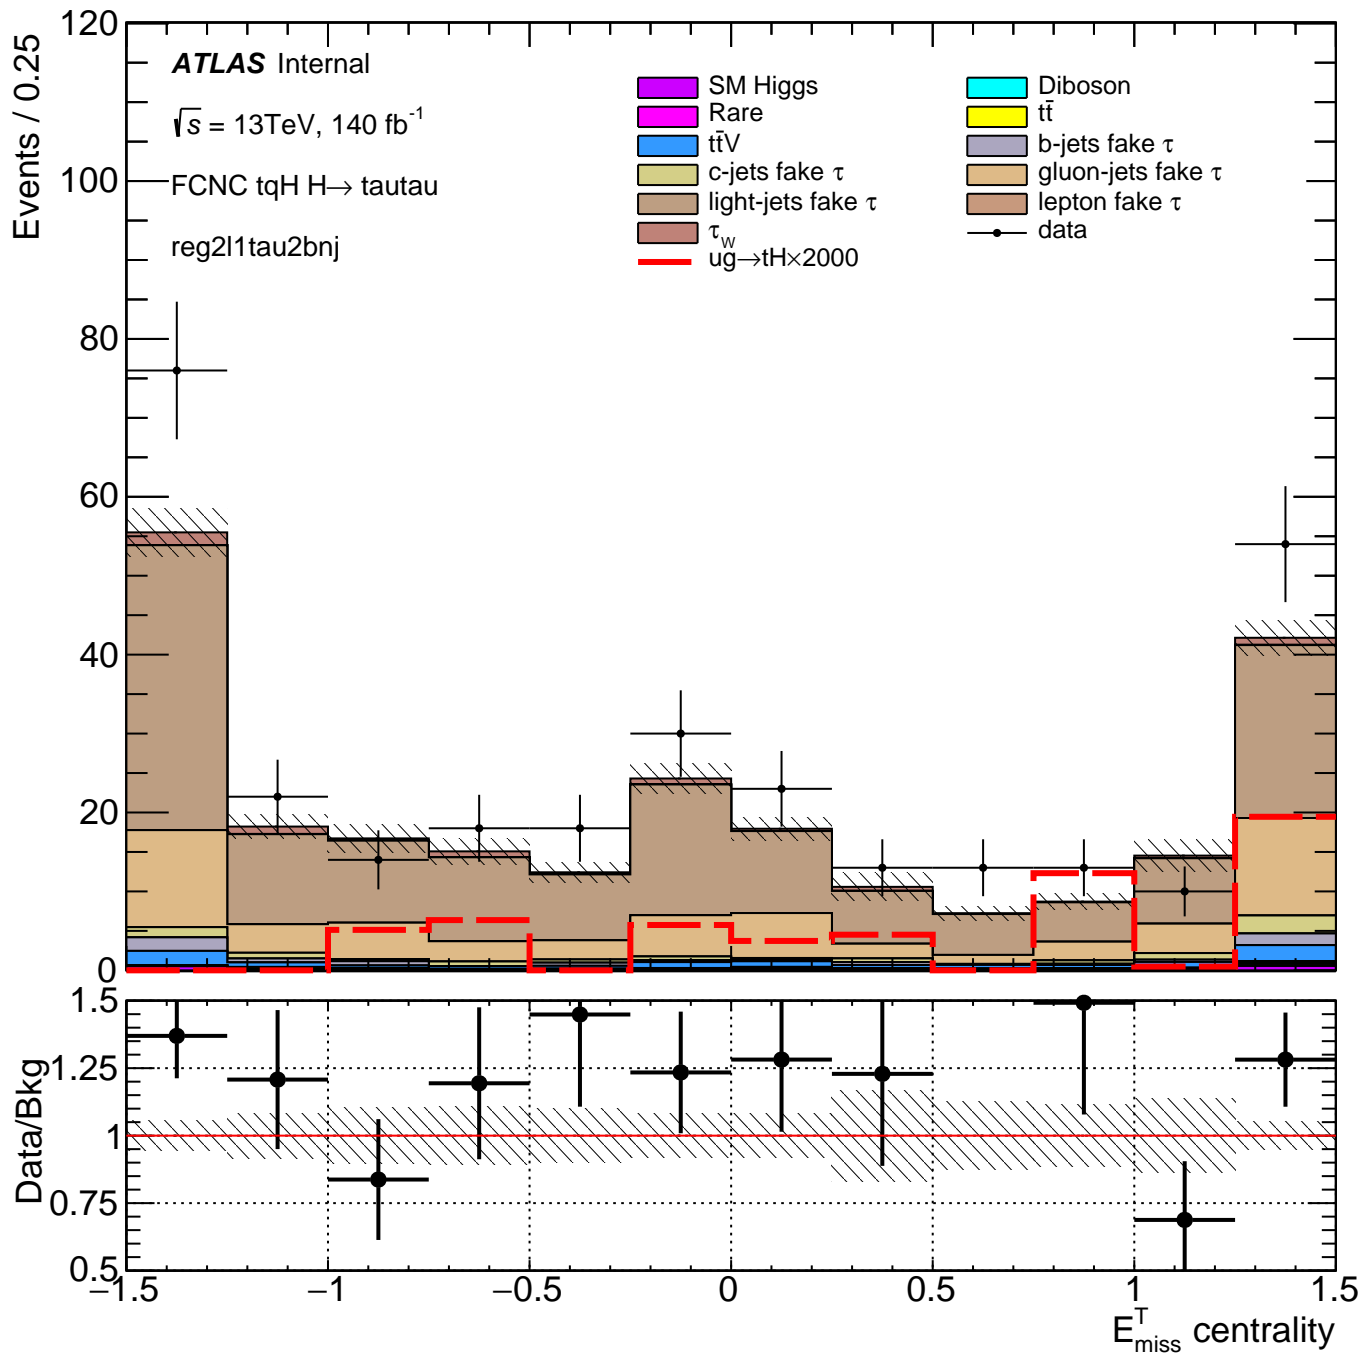 Events / 0.25
120
100
80
60
40
20
0
ATLAS Internal
√s = 13TeV, 140 fb⁻¹
FCNC tqH H→ tautau
reg2l1tau2bnj
SM Higgs
Rare
tt̄V
c-jets fake τ
light-jets fake τ
τ_W
ug→tH×2000
Diboson
tt̄
b-jets fake τ
gluon-jets fake τ
lepton fake τ
data
Data/Bkg
1.5
1.25
1
0.75
0.5
−1.5 −1 −0.5 0 0.5 1 1.5
E^T_miss centrality